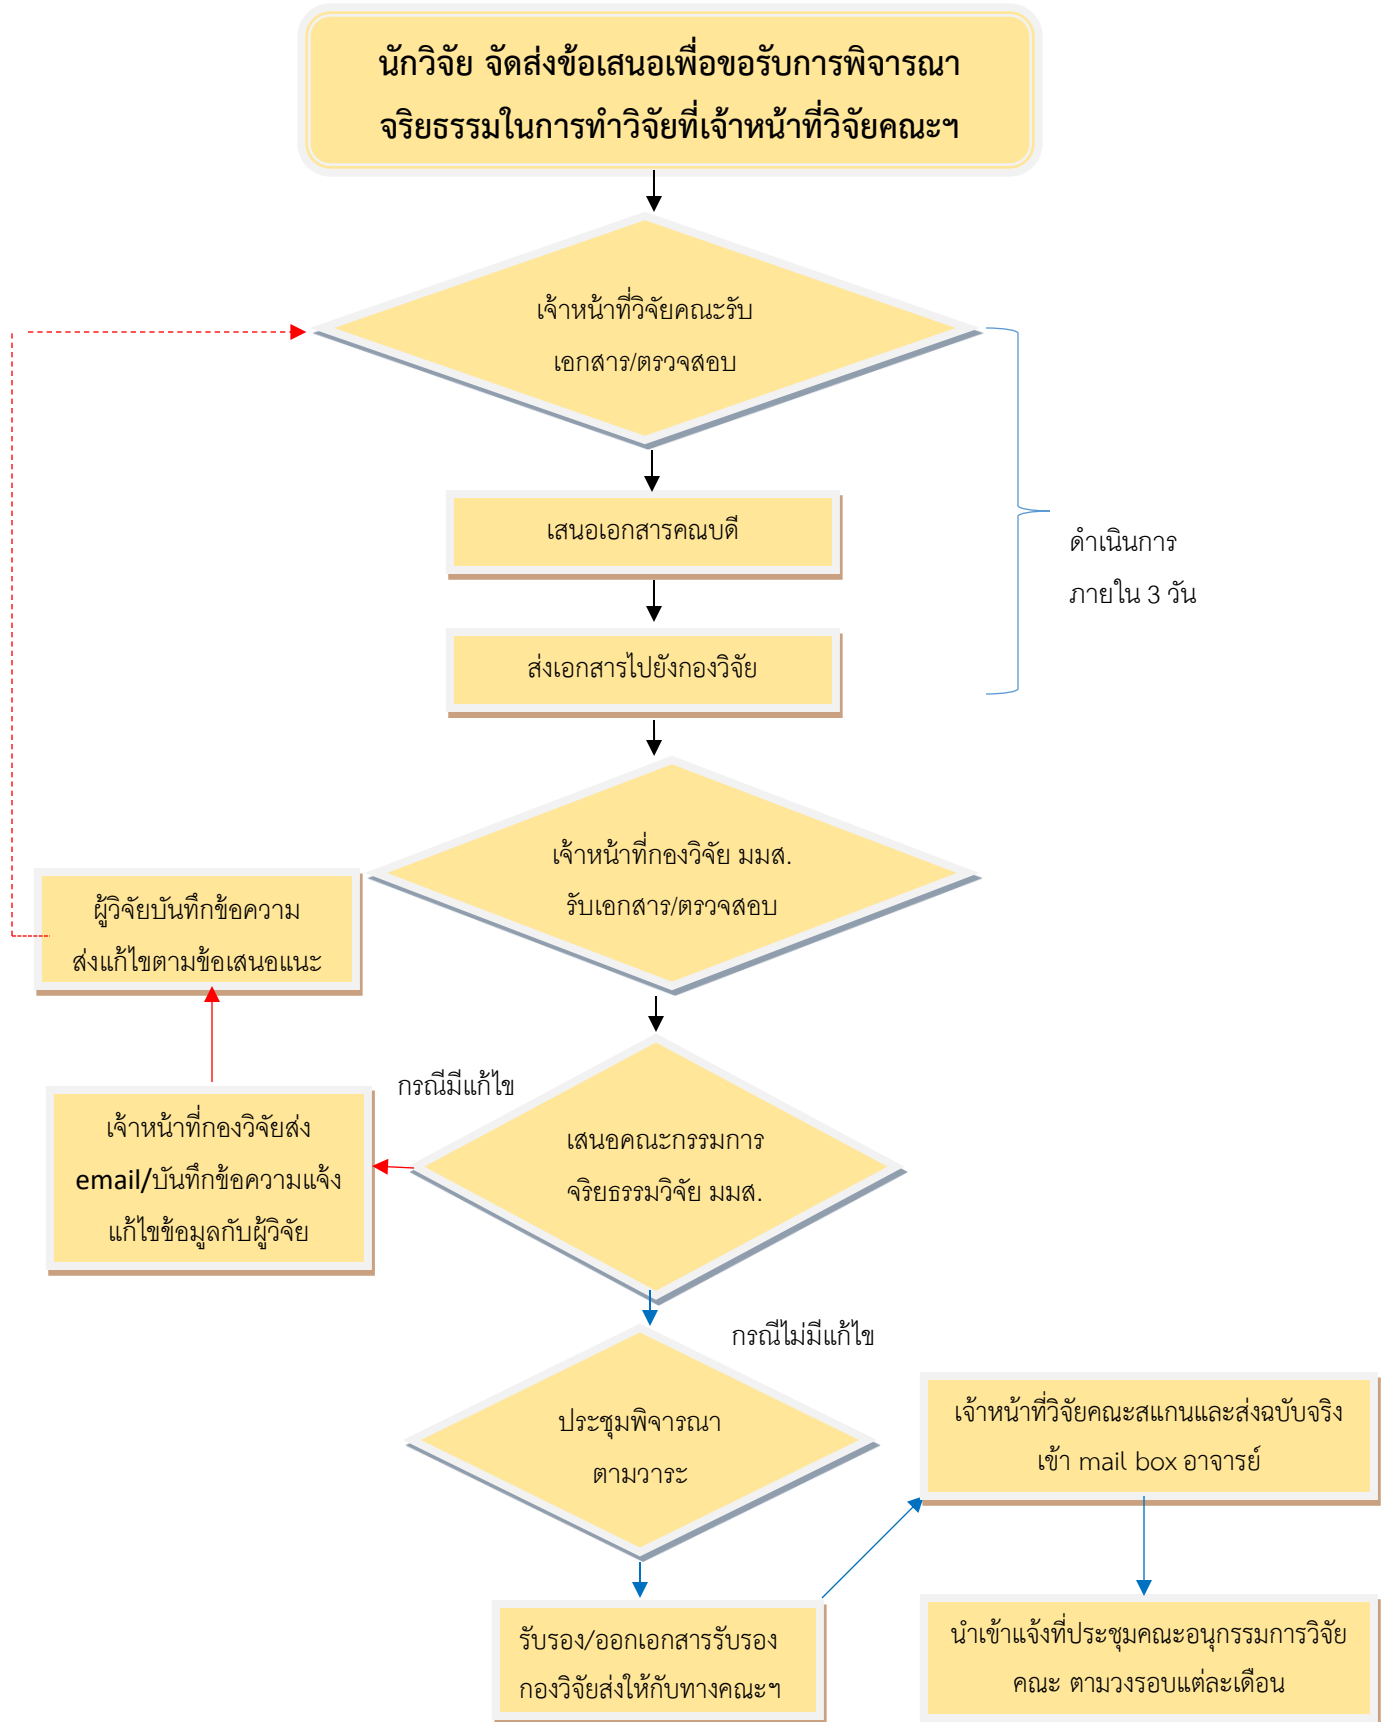 นักวิจัย จัดส่งข้อเสนอเพื่อขอรับการพิจารณา
จริยธรรมในการทำวิจัยที่เจ้าหน้าที่วิจัยคณะฯ
เจ้าหน้าที่วิจัยคณะรับ
เอกสาร/ตรวจสอบ
เสนอเอกสารคณบดี
ดำเนินการ
ภายใน 3 วัน
ส่งเอกสารไปยังกองวิจัย
เจ้าหน้าที่กองวิจัย มมส.
รับเอกสาร/ตรวจสอบ
ผู้วิจัยบันทึกข้อความ
ส่งแก้ไขตามข้อเสนอแนะ
กรณีมีแก้ไข
เจ้าหน้าที่กองวิจัยส่ง
email/บันทึกข้อความแจ้ง
แก้ไขข้อมูลกับผู้วิจัย
เสนอคณะกรรมการ
จริยธรรมวิจัย มมส.
กรณีไม่มีแก้ไข
ประชุมพิจารณา
ตามวาระ
เจ้าหน้าที่วิจัยคณะสแกนและส่งฉบับจริง
เข้า mail box อาจารย์
รับรอง/ออกเอกสารรับรอง
กองวิจัยส่งให้กับทางคณะฯ
นำเข้าแจ้งที่ประชุมคณะอนุกรรมการวิจัย
คณะ ตามวงรอบแต่ละเดือน